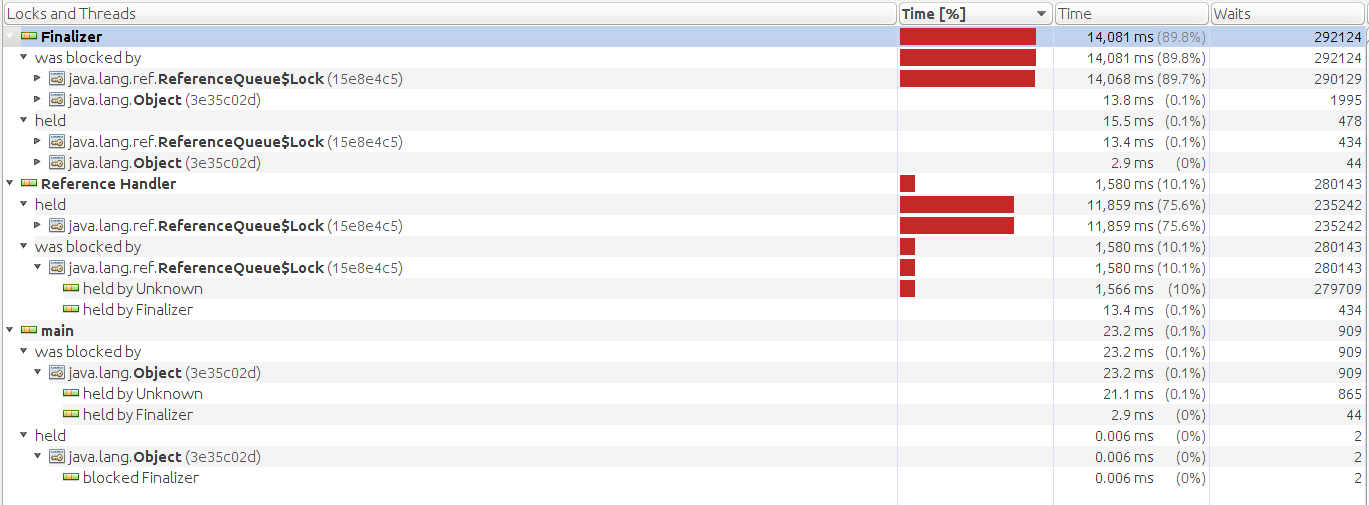 Locks and Threads Time [%] Time Waits
Finalizer 14,081 ms (89.8%) 292124
was blocked by 14,081 ms (89.8%) 292124
java.lang.ref.ReferenceQueue$Lock (15e8e4c5) 14,068 ms (89.7%) 290129
java.lang.Object (3e35c02d) 13.8 ms (0.1%) 1995
held 15.5 ms (0.1%) 478
java.lang.ref.ReferenceQueue$Lock (15e8e4c5) 13.4 ms (0.1%) 434
java.lang.Object (3e35c02d) 2.9 ms (0%) 44
Reference Handler 1,580 ms (10.1%) 280143
held 11,859 ms (75.6%) 235242
java.lang.ref.ReferenceQueue$Lock (15e8e4c5) 11,859 ms (75.6%) 235242
was blocked by 1,580 ms (10.1%) 280143
java.lang.ref.ReferenceQueue$Lock (15e8e4c5) 1,580 ms (10.1%) 280143
held by Unknown 1,566 ms (10%) 279709
held by Finalizer 13.4 ms (0.1%) 434
main 23.2 ms (0.1%) 909
was blocked by 23.2 ms (0.1%) 909
java.lang.Object (3e35c02d) 23.2 ms (0.1%) 909
held by Unknown 21.1 ms (0.1%) 865
held by Finalizer 2.9 ms (0%) 44
held 0.006 ms (0%) 2
java.lang.Object (3e35c02d) 0.006 ms (0%) 2
blocked Finalizer 0.006 ms (0%) 2